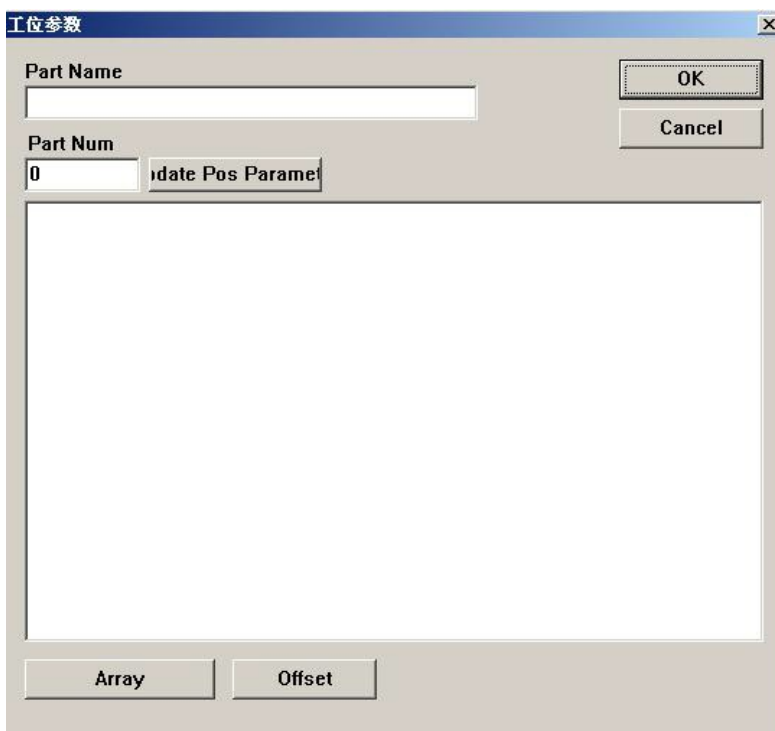 工位参数
Part Name
OK
Cancel
Part Num
0
date Pos Paramet
Array
Offset